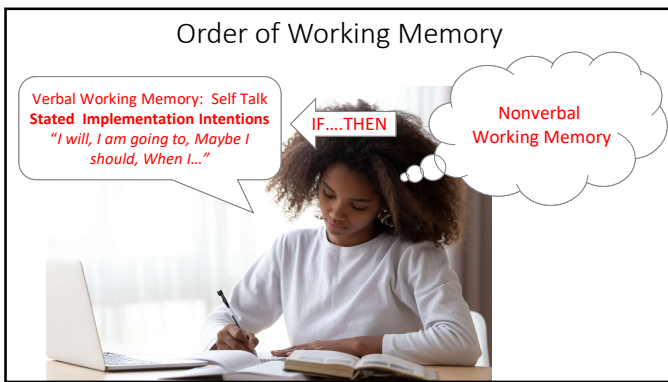 Order of Working Memory
Verbal Working Memory: Self Talk
Stated Implementation Intentions
“I will, I am going to, Maybe I
should, When I…”
IF….THEN
Nonverbal
Working Memory